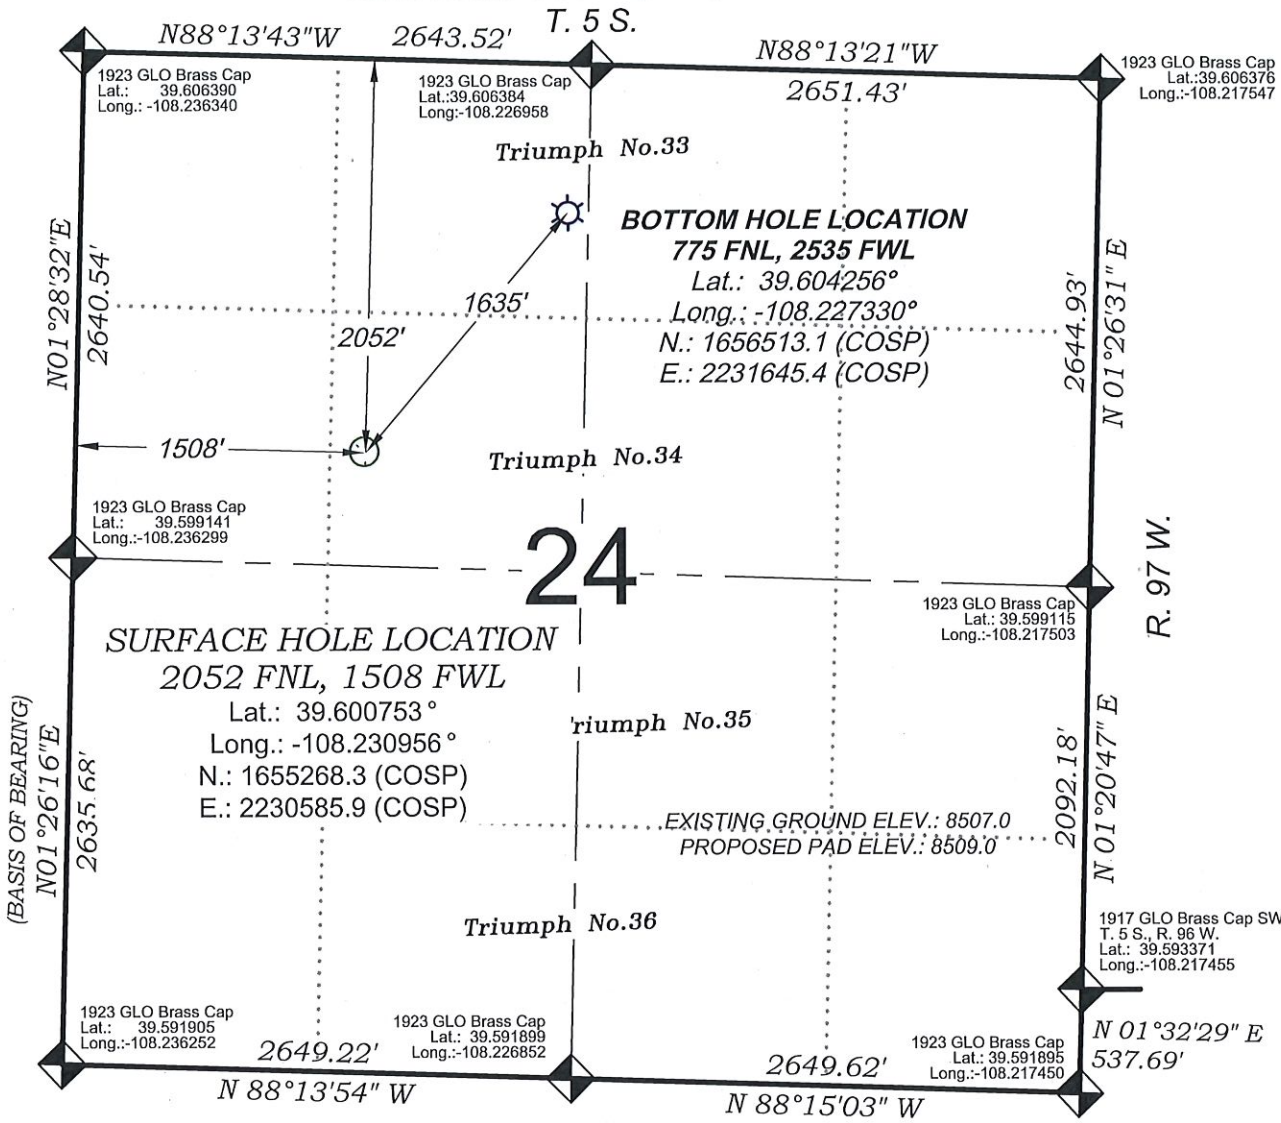 T. 5 S.
N88°13'43"W 2643.52'
N88°13'21"W
2651.43'
1923 GLO Brass Cap
Lat.: 39.606390
Long.: -108.236340
1923 GLO Brass Cap
Lat.:39.606384
Long:-108.226958
1923 GLO Brass Cap
Lat.:39.606376
Long.:-108.217547
Triumph No.33
BOTTOM HOLE LOCATION
775 FNL, 2535 FWL
Lat.: 39.604256°
Long.: -108.227330°
N.: 1656513.1 (COSP)
E.: 2231645.4 (COSP)
N01°28'32"E
2640.54'
1635'
2052'
1508'
2644.93'
N 01°26'31" E
Triumph No.34
1923 GLO Brass Cap
Lat.: 39.599141
Long.:-108.236299
24
R. 97 W.
1923 GLO Brass Cap
Lat.: 39.599115
Long.:-108.217503
SURFACE HOLE LOCATION
2052 FNL, 1508 FWL
Lat.: 39.600753°
Long.: -108.230956°
N.: 1655268.3 (COSP)
E.: 2230585.9 (COSP)
(BASIS OF BEARING)
N01°26'16"E
2635.68'
riumph No.35
2092.18'
N 01°20'47" E
EXISTING GROUND ELEV.: 8507.0
PROPOSED PAD ELEV.: 8509.0
Triumph No.36
1917 GLO Brass Cap SW
T. 5 S., R. 96 W.
Lat.: 39.593371
Long.:-108.217455
1923 GLO Brass Cap
Lat.: 39.591905
Long.:-108.236252
1923 GLO Brass Cap
Lat.: 39.591899
Long.:-108.226852
1923 GLO Brass Cap
Lat.: 39.591895
Long.:-108.217450
N 01°32'29" E
537.69'
2649.22'
N 88°13'54" W
2649.62'
N 88°15'03" W